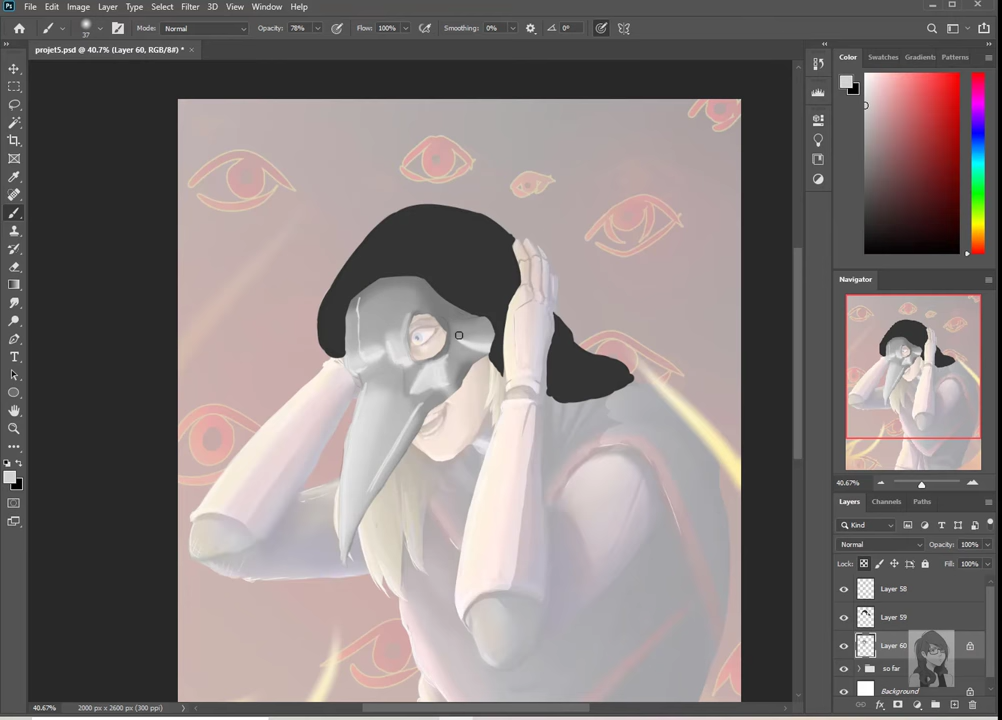 Ps File Edit Image Layer Type Select Filter 3D View Window Help
37 Mode: Normal Opacity: 78% Flow: 100% Smoothing: 0% 0°
projet5.psd @ 40.7% (Layer 60, RGB/8#) * ×
Color Swatches Gradients Patterns
Navigator
40.67%
Layers Channels Paths
Kind
Normal Opacity: 100%
Lock: Fill: 100%
Layer 58
Layer 59
Layer 60
so far
Background
fx
40.67% 2000 px x 2600 px (300 ppi)